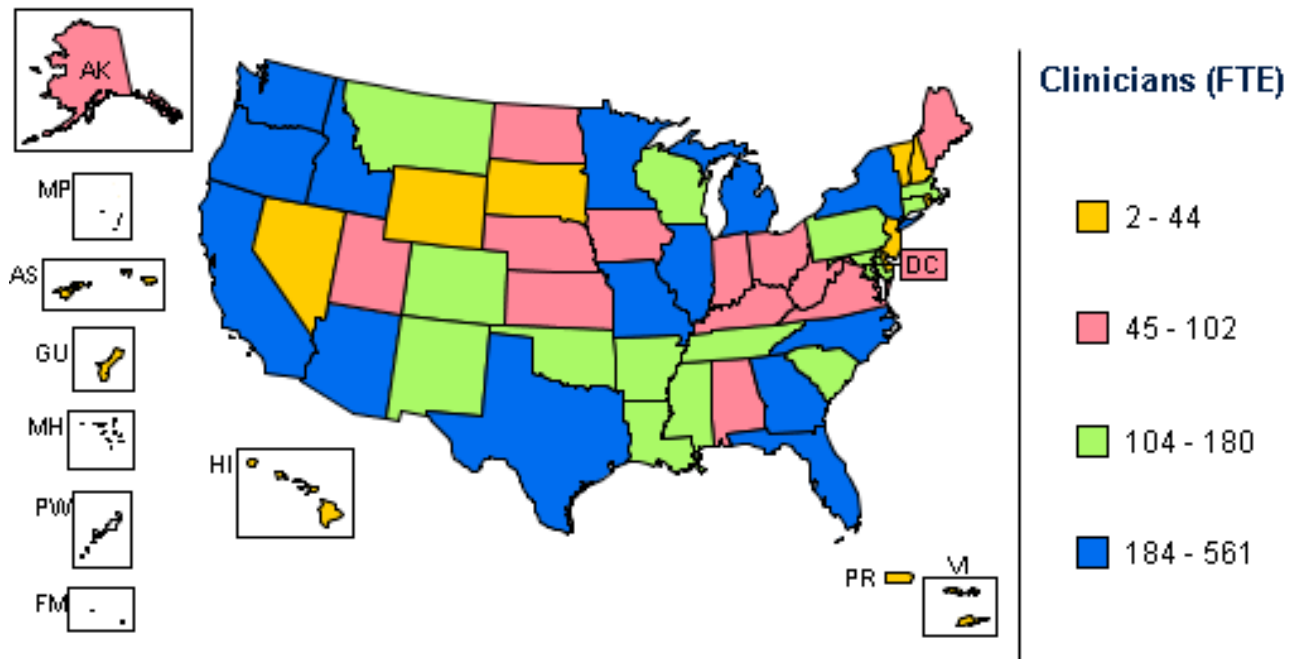 AK
MP
AS
GU
MH
PW
FM
HI
DC
PR
VI
Clinicians (FTE)
2 - 44
45 - 102
104 - 180
184 - 561